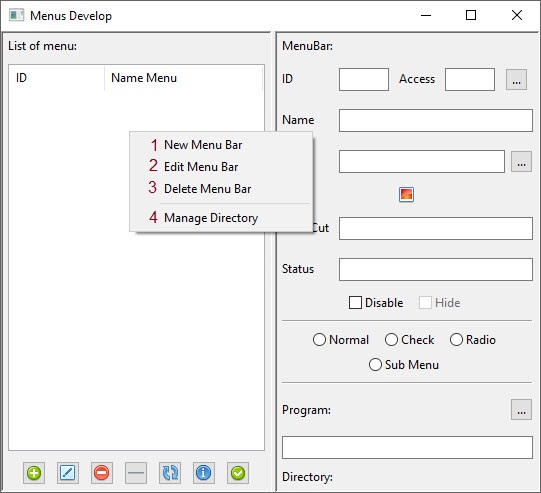 Menus Develop
List of menu:
ID Name Menu
1 New Menu Bar
2 Edit Menu Bar
3 Delete Menu Bar
4 Manage Directory
MenuBar:
ID Access ...
Name
...
Cut
Status
Disable Hide
Normal Check Radio
Sub Menu
Program: ...
Directory: